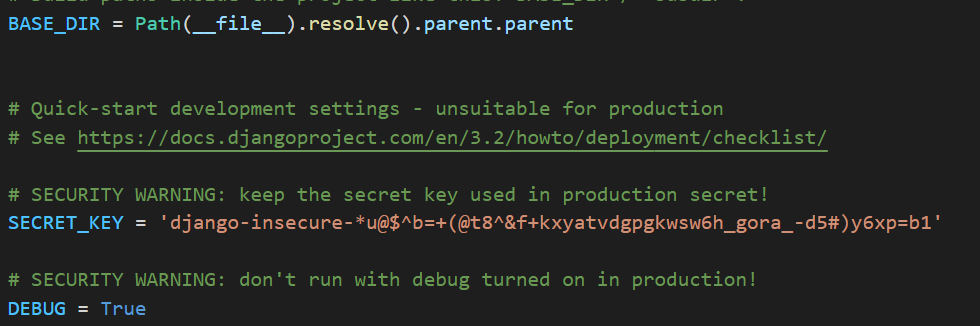 BASE_DIR = Path(__file__).resolve().parent.parent
# Quick-start development settings - unsuitable for production
# See https://docs.djangoproject.com/en/3.2/howto/deployment/checklist/
# SECURITY WARNING: keep the secret key used in production secret!
SECRET_KEY = 'django-insecure-*u@$^b=+(@t8^&f+kxyatvdgpgkwsw6h_gora_-d5#)y6xp=b1'
# SECURITY WARNING: don't run with debug turned on in production!
DEBUG = True